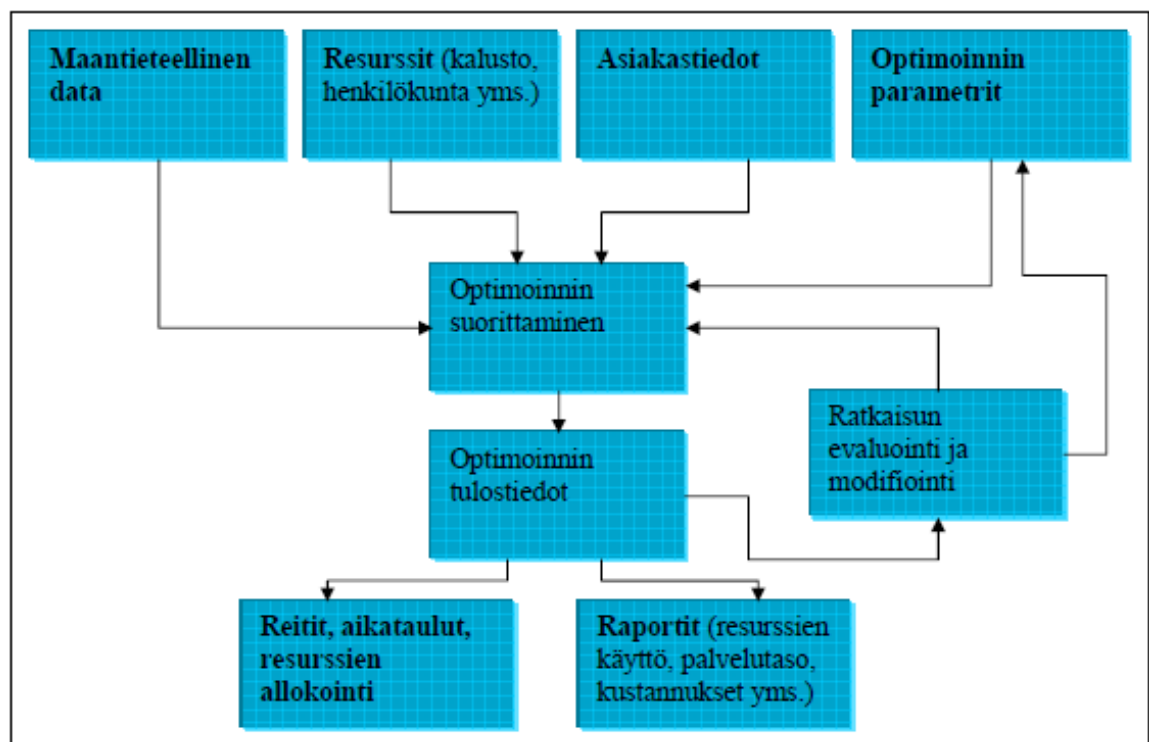 Maantieteellinen
data
Resurssit (kalusto,
henkilökunta yms.)
Asiakastiedot
Optimoinnin
parametrit
Optimoinnin
suorittaminen
Ratkaisun
evaluointi ja
modifiointi
Optimoinnin
tulostiedot
Reitit, aikataulut,
resurssien
allokointi
Raportit (resurssien
käyttö, palvelutaso,
kustannukset yms.)